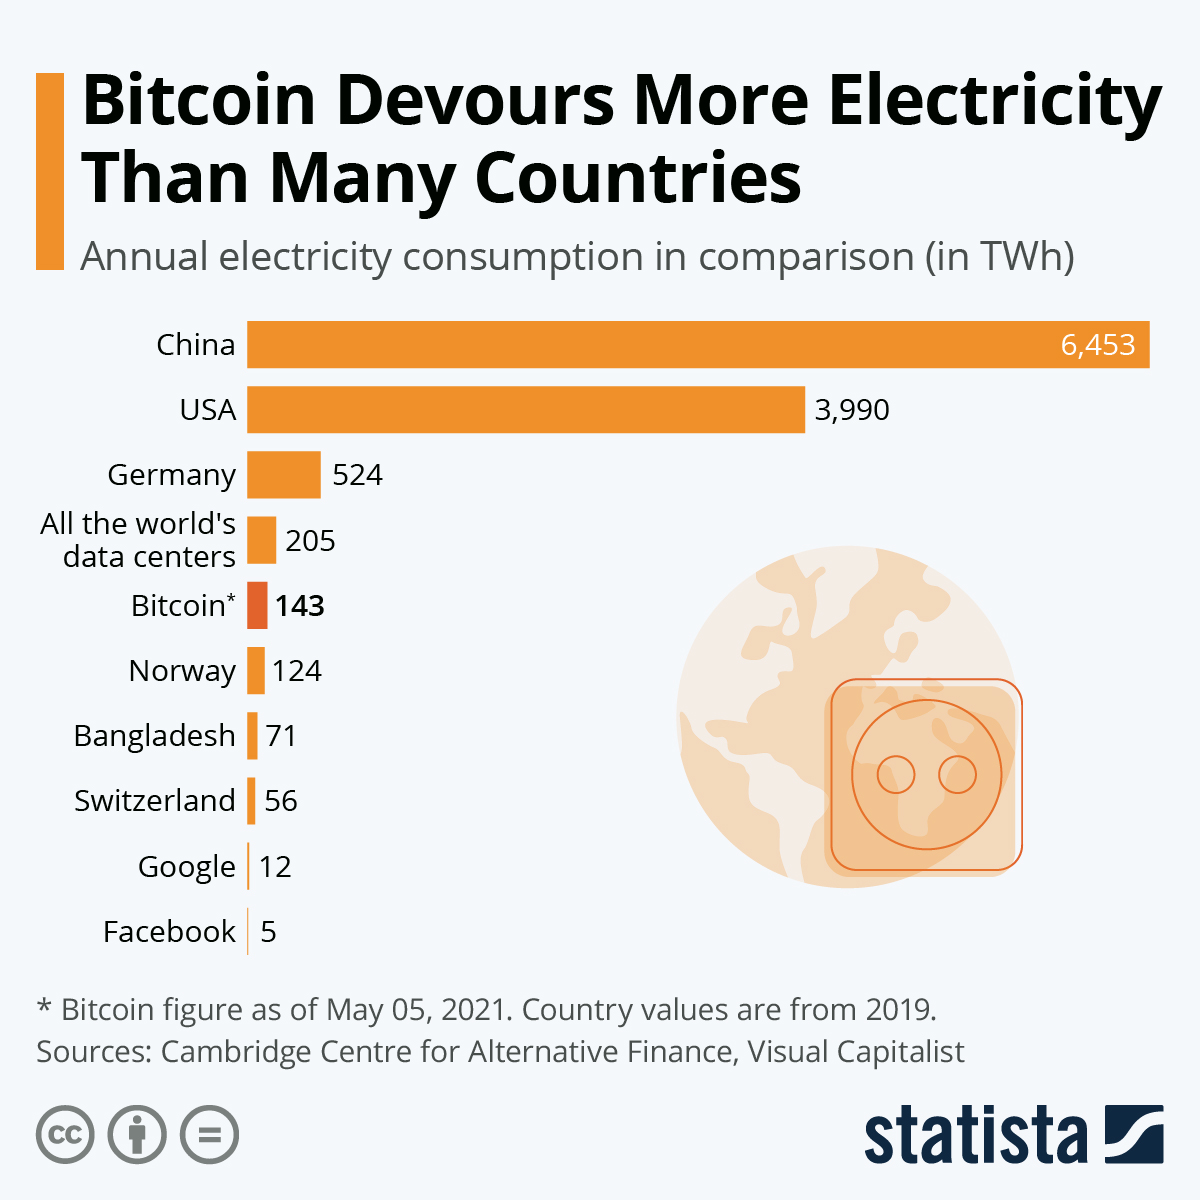 Bitcoin Devours More Electricity
Than Many Countries
Annual electricity consumption in comparison (in TWh)
China 6,453
USA 3,990
Germany 524
All the world's
data centers 205
Bitcoin* 143
Norway 124
Bangladesh 71
Switzerland 56
Google 12
Facebook 5
* Bitcoin figure as of May 05, 2021. Country values are from 2019.
Sources: Cambridge Centre for Alternative Finance, Visual Capitalist
cc = statista